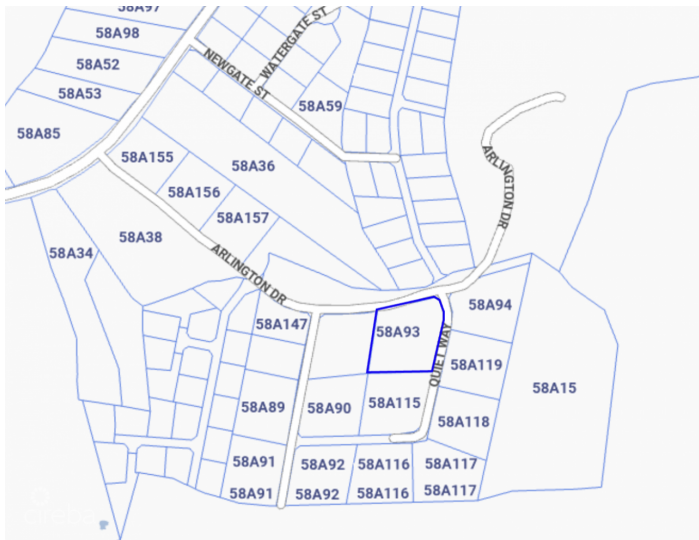 58A97
58A98
WATERGATE ST
58A52
NEWGATE ST
58A53
58A59
58A85
58A155
58A36
ARLINGTON DR
58A156
58A157
58A38
58A34
ARLINGTON DR
58A94
58A147
58A93
QUIET WAY
58A119
58A15
58A89
58A90
58A115
58A118
58A91
58A92
58A116
58A117
58A91
58A92
58A116
58A117
cireba